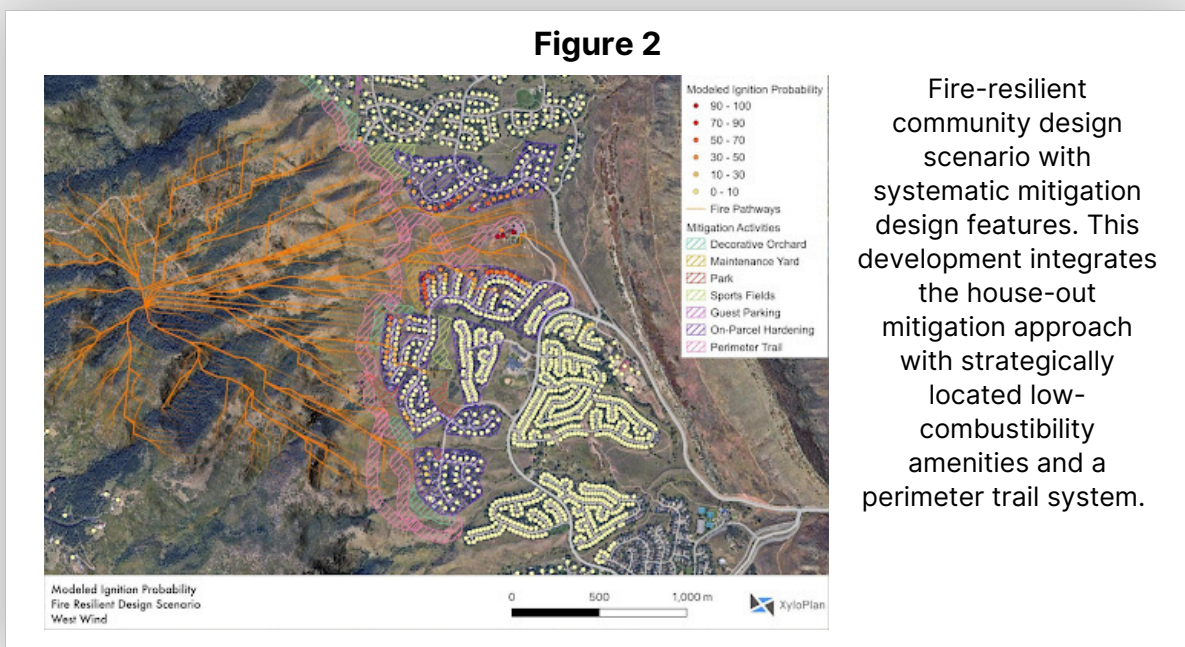 Figure 2
Modeled Ignition Probability
90 - 100
70 - 90
50 - 70
30 - 50
10 - 30
0 - 10
Fire Pathways
Mitigation Activities
Decorative Orchard
Maintenance Yard
Park
Sports Fields
Guest Parking
On-Parcel Hardening
Perimeter Trail
Modeled Ignition Probability
Fire Resilient Design Scenario
West Wind
0 500 1,000 m
XyloPlan
Fire-resilient
community design
scenario with
systematic mitigation
design features. This
development integrates
the house-out
mitigation approach
with strategically
located low-
combustibility
amenities and a
perimeter trail system.